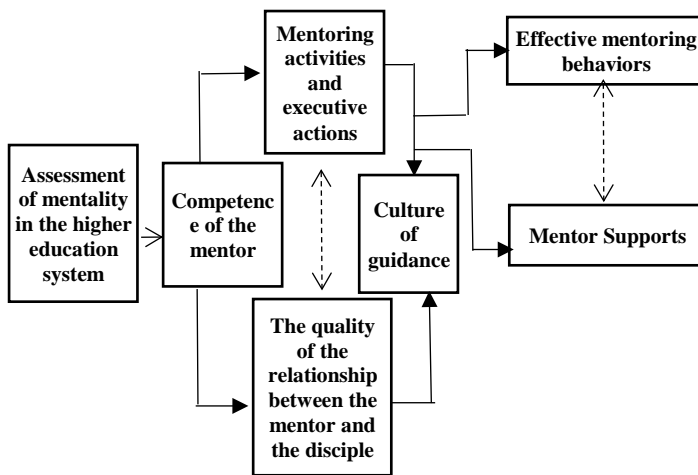 Assessment
of mentality
in the higher
education
system
Competenc
e of the
mentor
Mentoring
activities
and
executive
actions
The quality
of the
relationship
between the
mentor and
the disciple
Culture
of
guidance
Effective mentoring
behaviors
Mentor Supports